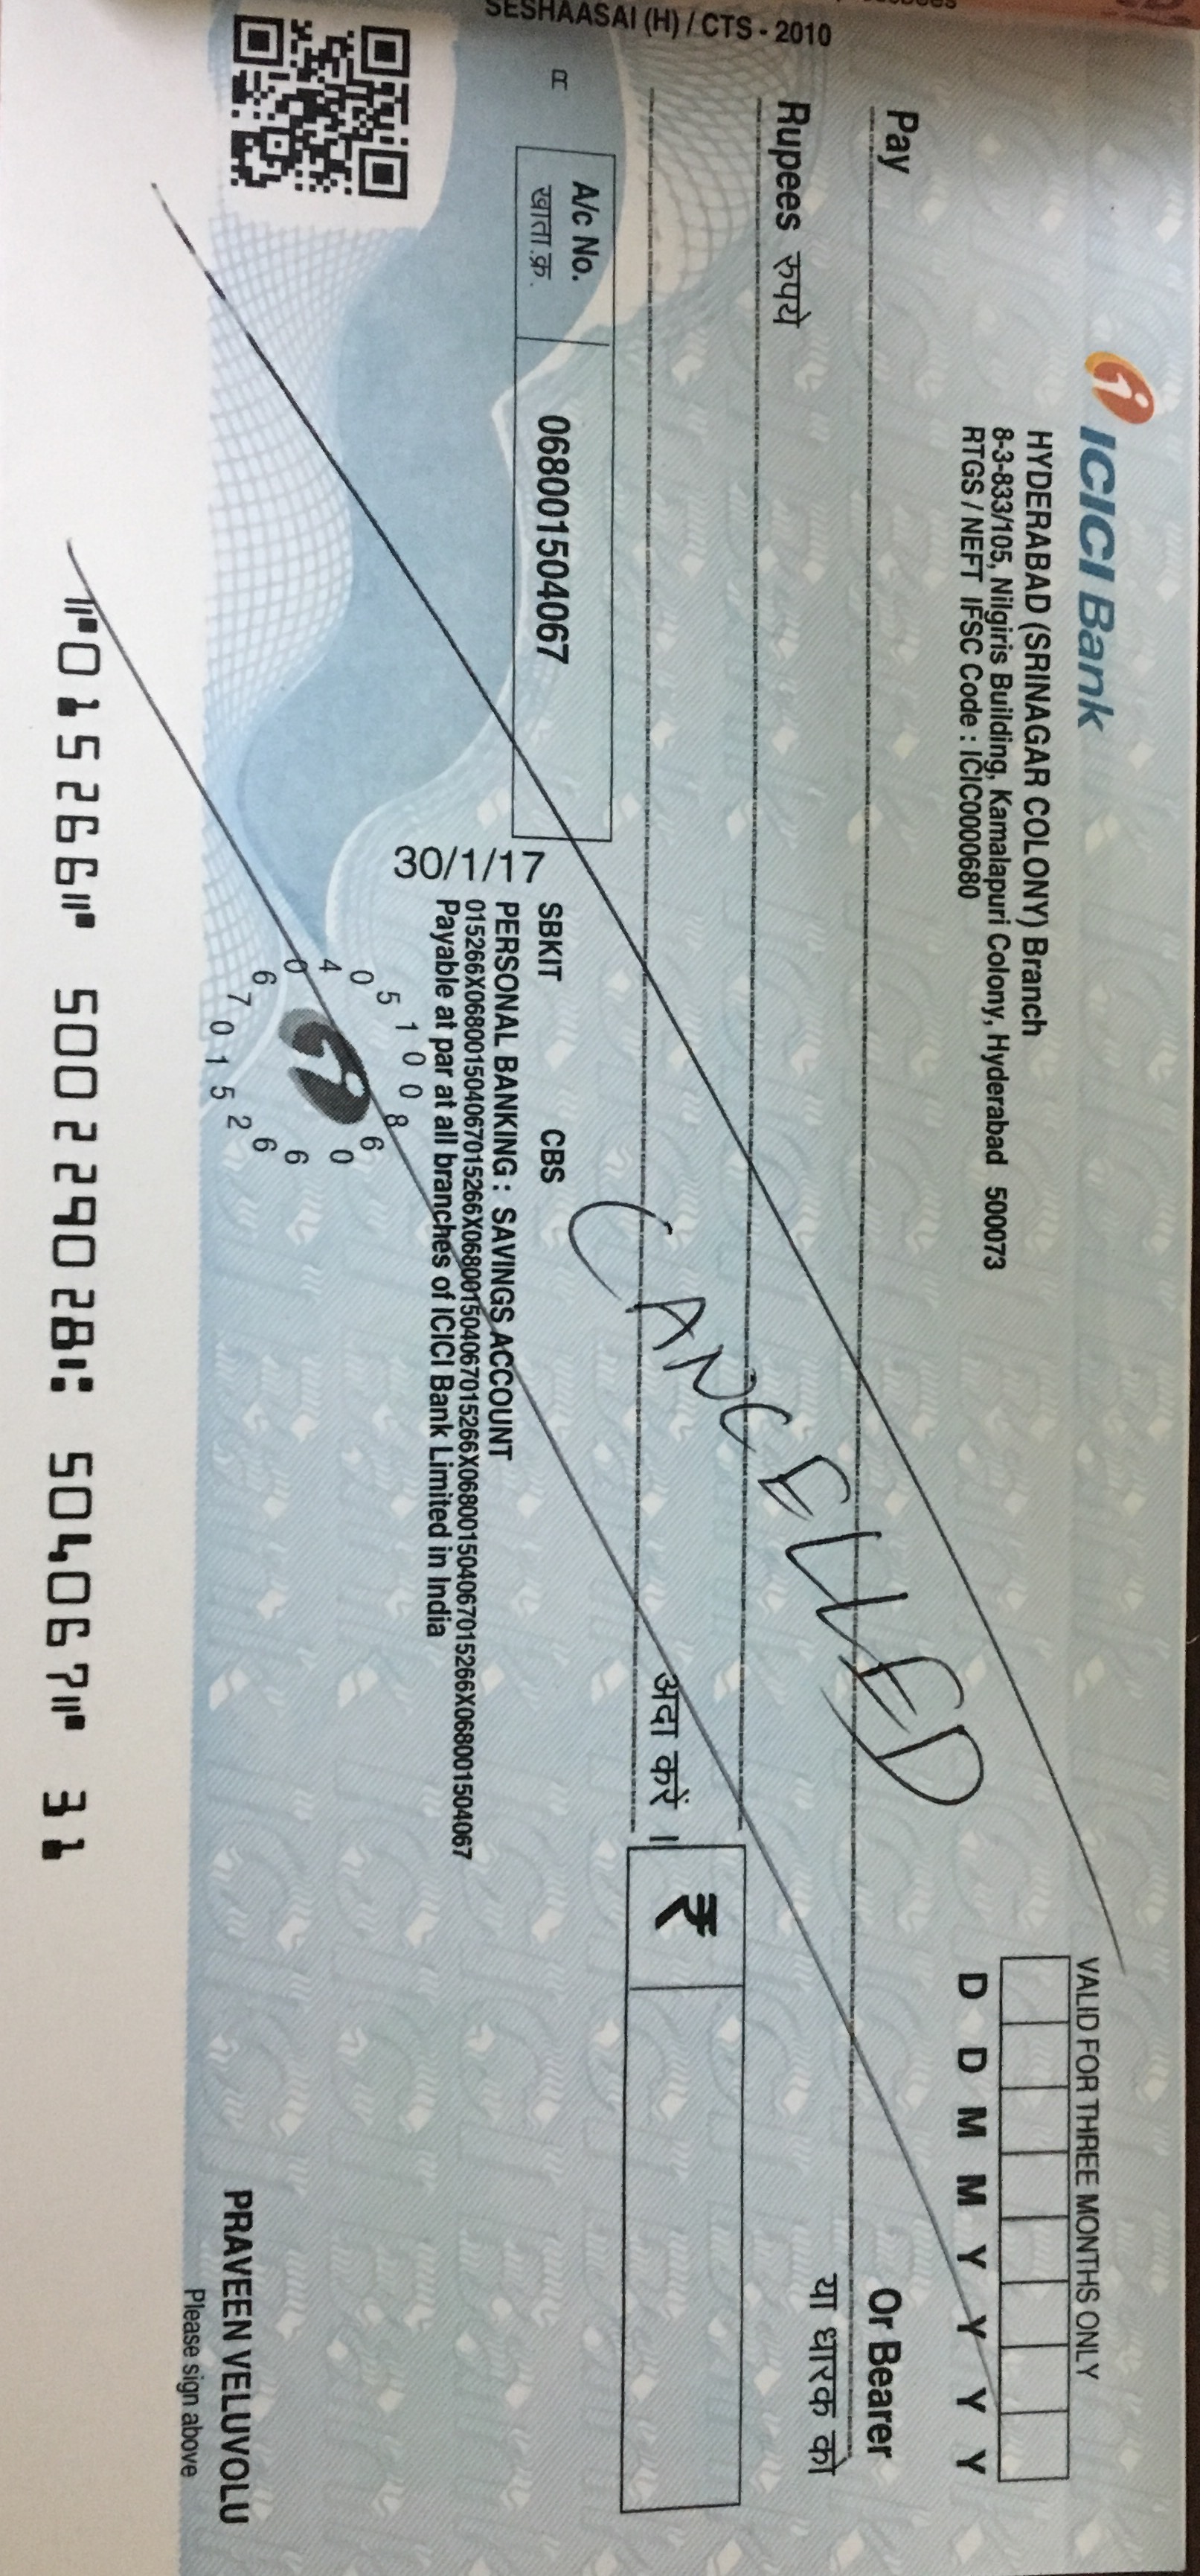 ICICI Bank
HYDERABAD (SRINAGAR COLONY) Branch
8-3-833/105, Nilgiris Building, Kamalapuri Colony, Hyderabad 500073
RTGS / NEFT IFSC Code : ICIC0000680
VALID FOR THREE MONTHS ONLY
D D M M Y Y Y Y
Pay
Or Bearer
या धारक को
Rupees रुपये
CANCELLED
अदा करें ।
₹
A/c No.
खाता.क्र.
068001504067
SBKIT CBS
30/1/17
PERSONAL BANKING : SAVINGS ACCOUNT
015266X068001504067015266X068001504067015266X068001504067015266X068001504067
Payable at par at all branches of ICICI Bank Limited in India
6 0 4 0 5 1 0 0 8 6 0 6 6 2 5 1 0 7
PRAVEEN VELUVOLU
Please sign above
SESHAASAI (H) / CTS - 2010
⑈015266⑈ 500229028⑆ 504067⑈ 31